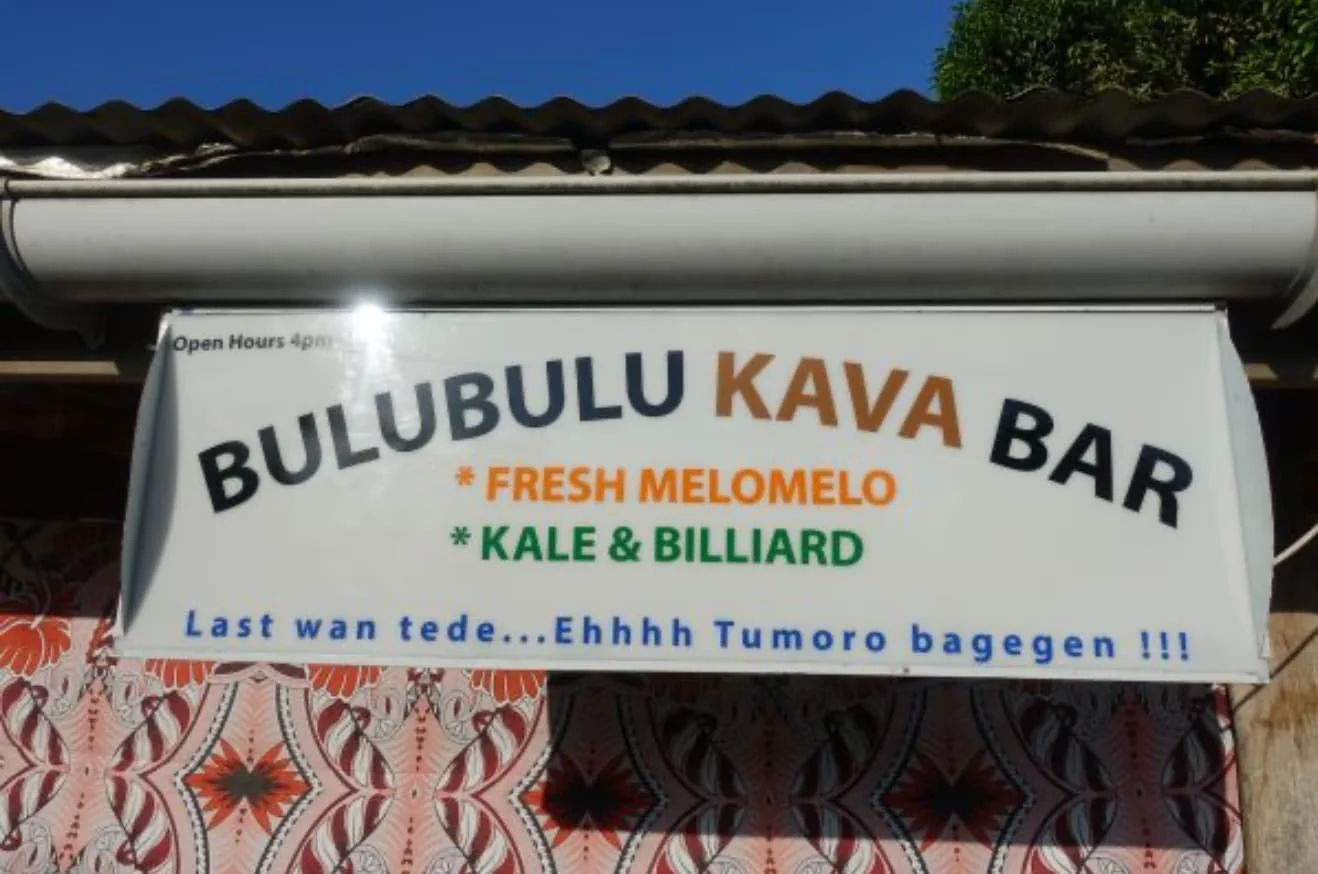 Open Hours 4pm
BULUBULU KAVA BAR
* FRESH MELOMELO
* KALE & BILLIARD
Last wan tede...Ehhhh Tumoro bagegen !!!